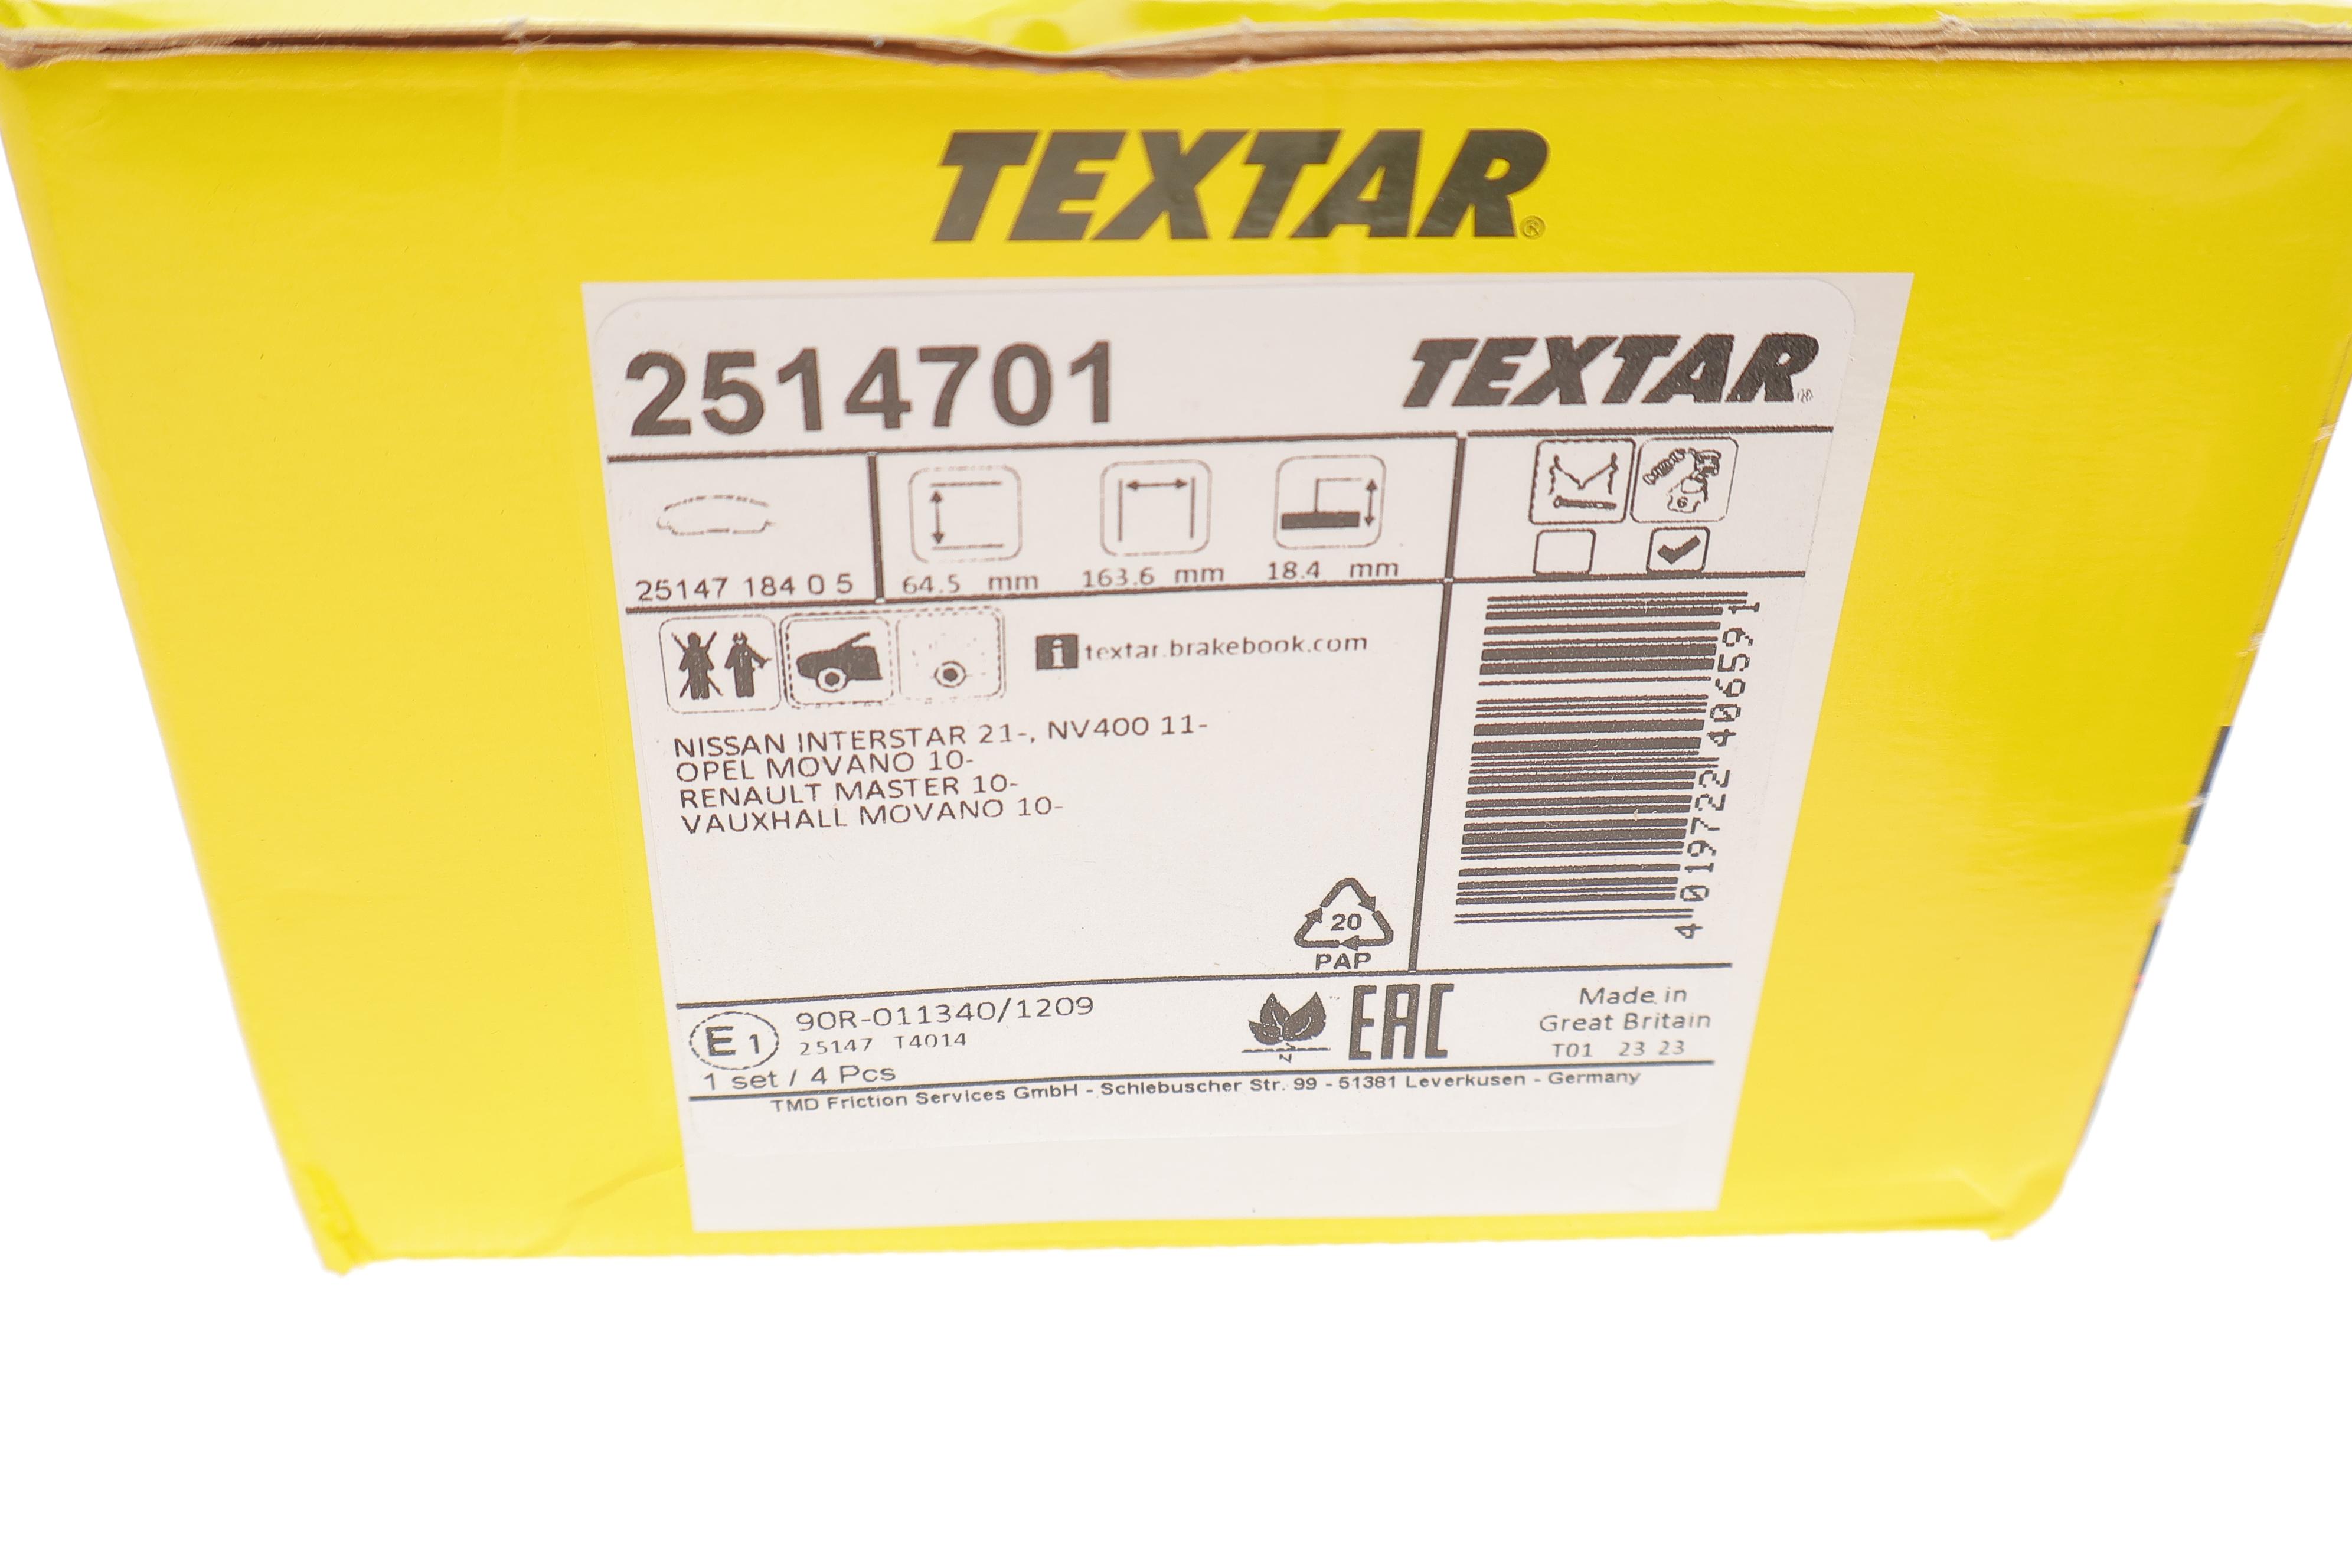 TEXTAR®
2514701 TEXTAR®
25147 184 0 5 64.5 mm 163.6 mm 18.4 mm
i textar.brakebook.com
NISSAN INTERSTAR 21-, NV400 11-
OPEL MOVANO 10-
RENAULT MASTER 10-
VAUXHALL MOVANO 10-
4 019722 406591
20
PAP
E1 90R-011340/1209
25147 T4014
1 set / 4 Pcs
EAC
Made in
Great Britain
T01 23 23
TMD Friction Services GmbH - Schlebuscher Str. 99 - 51381 Leverkusen - Germany